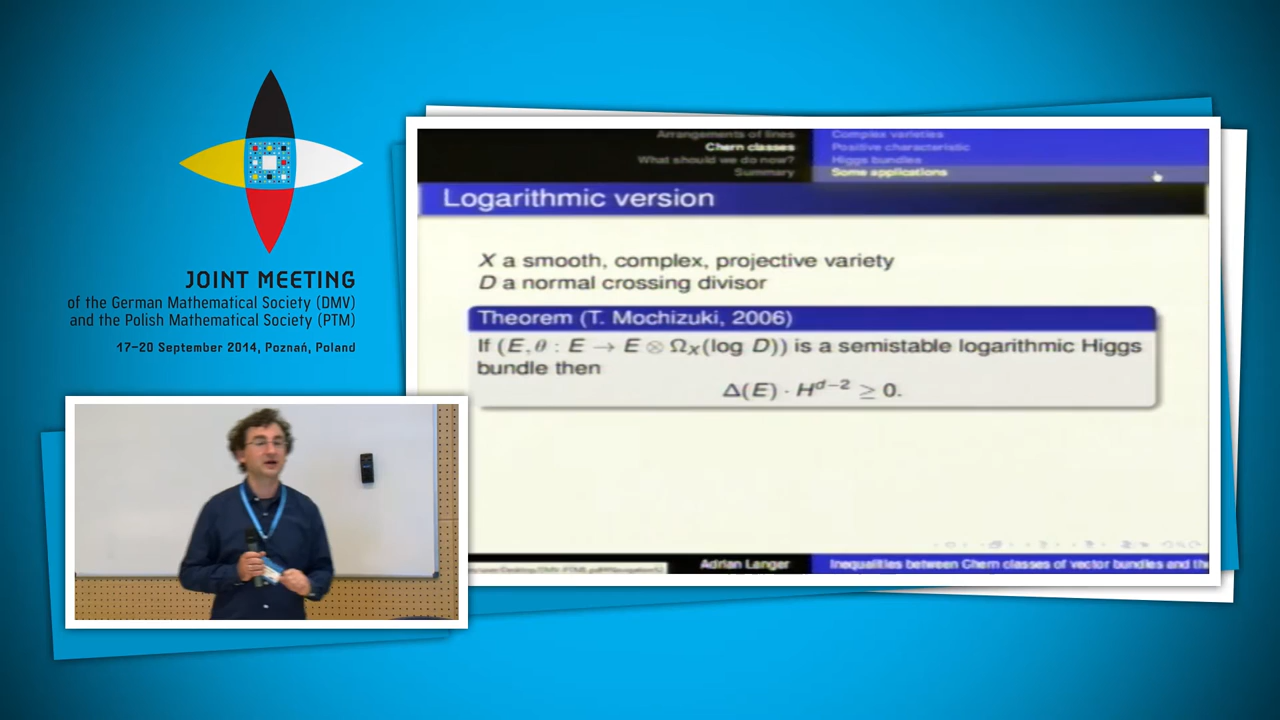 JOINT MEETING
of the German Mathematical Society (DMV)
and the Polish Mathematical Society (PTM)
17–20 September 2014, Poznań, Poland
Arrangements of lines
Chern classes
What should we do now?
Summary
Complex varieties
Positive characteristic
Higgs bundles
Some applications
Logarithmic version
X a smooth, complex, projective variety
D a normal crossing divisor
Theorem (T. Mochizuki, 2006)
If (E, θ : E → E ⊗ Ω_X(log D)) is a semistable logarithmic Higgs
bundle then
Δ(E) · H^{d−2} ≥ 0.
Adrian Langer
Inequalities between Chern classes of vector bundles and